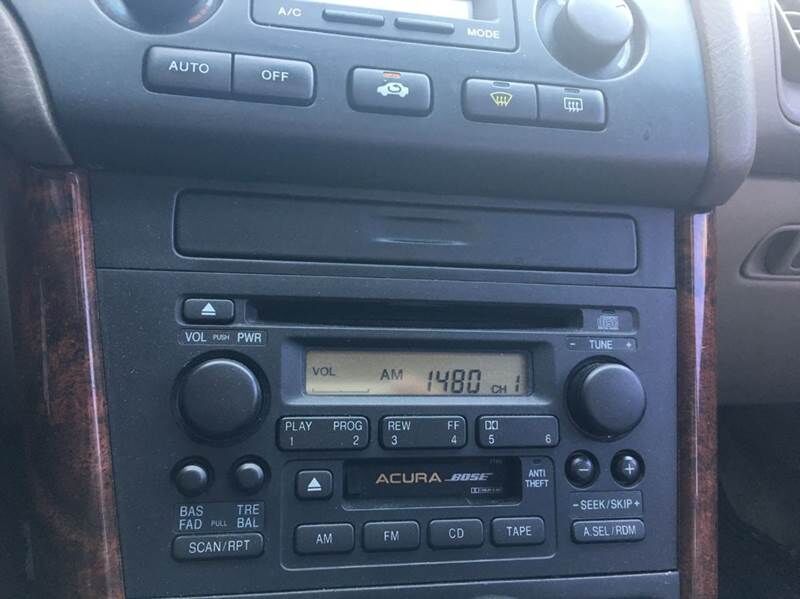 A/C
MODE
AUTO OFF
VOL PUSH PWR
- TUNE +
VOL AM 1480 CH 1
PLAY PROG REW FF
1 2 3 4 5 6
ACURA BOSE
ANTI THEFT
BAS TRE
FAD PULL BAL
- SEEK/SKIP +
SCAN/RPT AM FM CD TAPE A.SEL/RDM